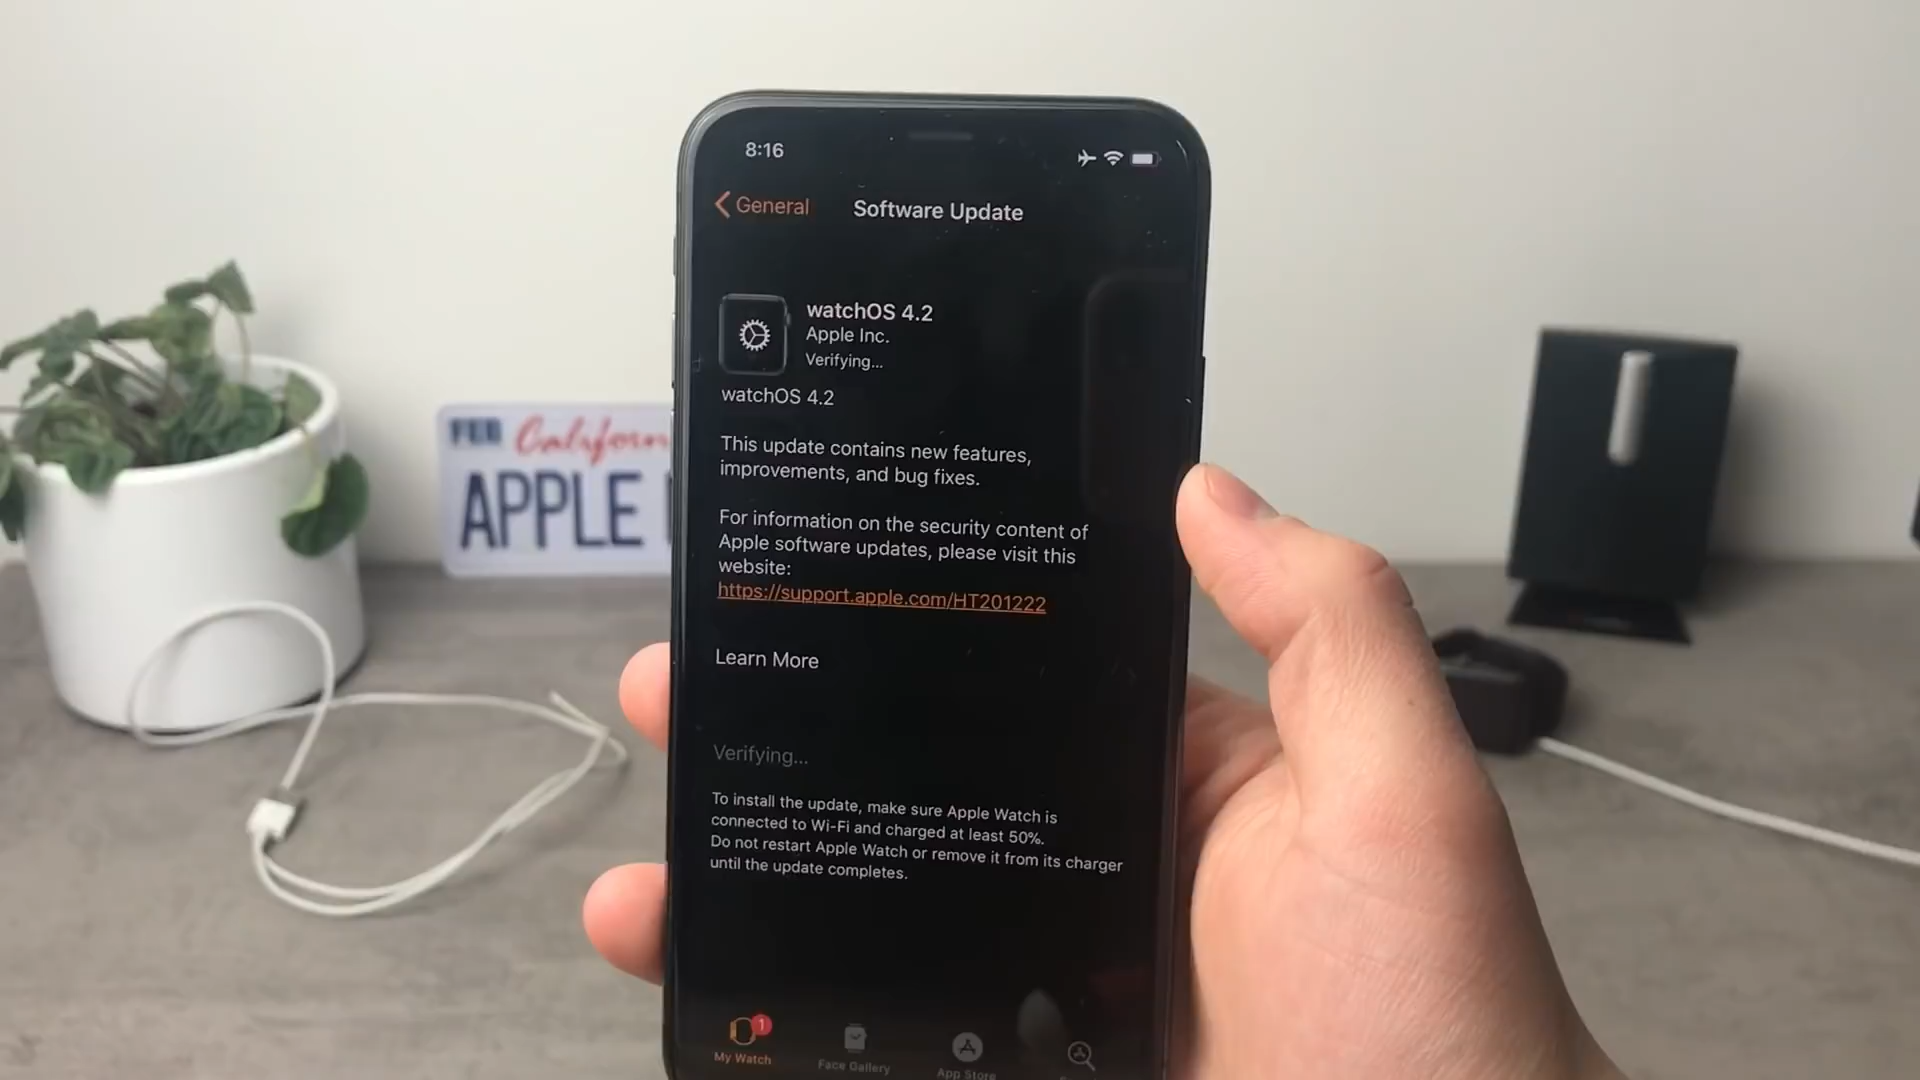 8:16
General
Software Update
watchOS 4.2
Apple Inc.
Verifying...
watchOS 4.2
This update contains new features,
improvements, and bug fixes.
For information on the security content of
Apple software updates, please visit this
website:
https://support.apple.com/HT201222
Learn More
Verifying...
To install the update, make sure Apple Watch is
connected to Wi-Fi and charged at least 50%.
Do not restart Apple Watch or remove it from its charger
until the update completes.
1
My Watch
Face Gallery
App Store
APPLE